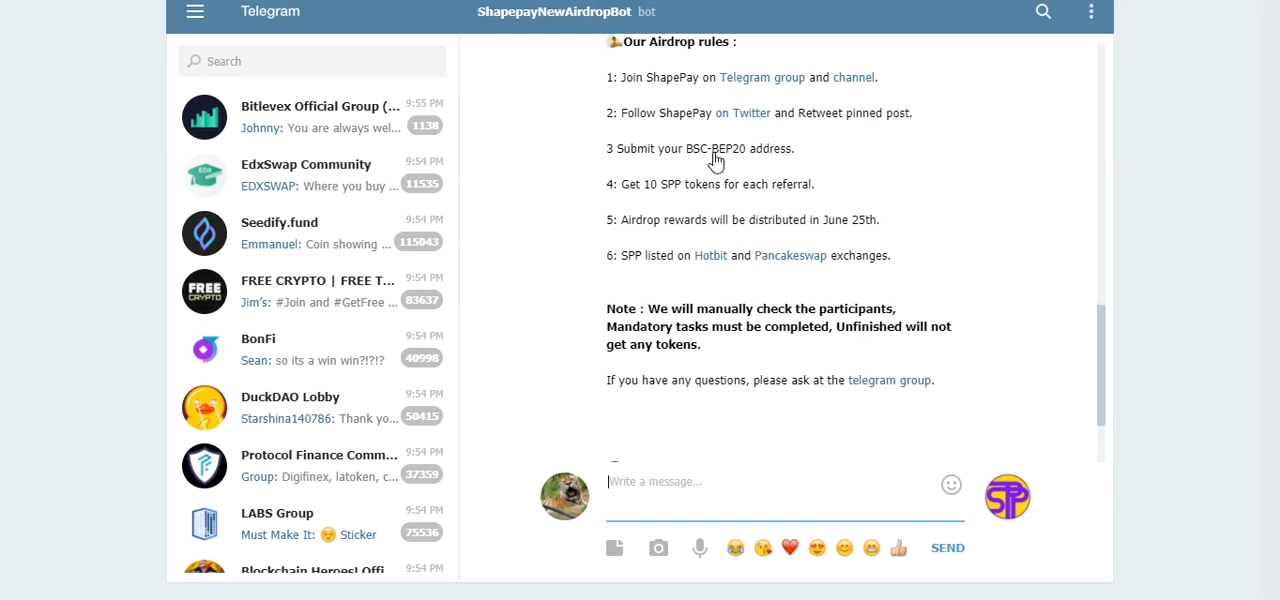 Telegram
ShapepayNewAirdropBot bot
Search
Bitlevex Official Group (... 9:55 PM
Johnny: You are always wel... 1138
EdxSwap Community 9:54 PM
EDXSWAP: Where you buy ... 11535
Seedify.fund 9:54 PM
Emmanuel: Coin showing ... 115043
FREE CRYPTO | FREE T... 9:54 PM
Jim's: #Join and #GetFree ... 83637
BonFi 9:54 PM
Sean: so its a win win?!?!? 40998
DuckDAO Lobby 9:54 PM
Starshina140786: Thank yo... 50415
Protocol Finance Comm... 9:54 PM
Group: Digifinex, latoken, c... 37359
LABS Group 9:54 PM
Must Make It: 😌 Sticker 75536
Blockchain Heroes! Offi 9:54 PM
EDX
FREE
CRYPTO
Our Airdrop rules :
1: Join ShapePay on Telegram group and channel.
2: Follow ShapePay on Twitter and Retweet pinned post.
3 Submit your BSC-BEP20 address.
4: Get 10 SPP tokens for each referral.
5: Airdrop rewards will be distributed in June 25th.
6: SPP listed on Hotbit and Pancakeswap exchanges.
Note : We will manually check the participants,
Mandatory tasks must be completed, Unfinished will not
get any tokens.
If you have any questions, please ask at the telegram group.
Write a message...
SPP
SEND